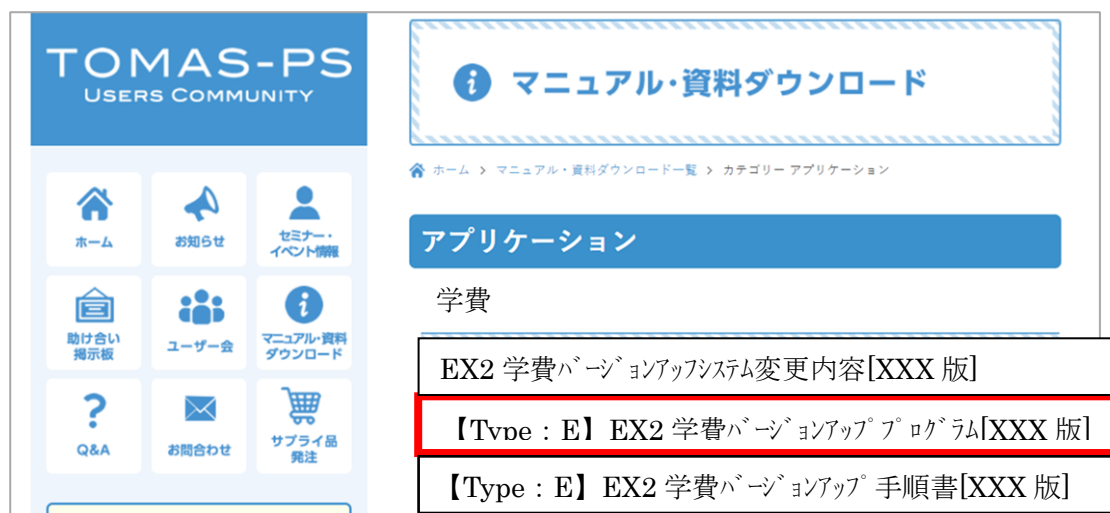 TOMAS-PS
USERS COMMUNITY
マニュアル・資料ダウンロード
ホーム > マニュアル・資料ダウンロード一覧 > カテゴリー アプリケーション
ホーム
お知らせ
セミナー・
イベント情報
助け合い
掲示板
ユーザー会
マニュアル・資料
ダウンロード
Q&A
お問合わせ
サプライ品
発注
アプリケーション
学費
EX2 学費ﾊﾞｰｼﾞｮﾝｱｯﾌﾟｼｽﾃﾑ変更内容[XXX 版]
【Type：E】EX2 学費ﾊﾞｰｼﾞｮﾝｱｯﾌﾟﾌﾟﾛｸﾞﾗﾑ[XXX 版]
【Type：E】EX2 学費ﾊﾞｰｼﾞｮﾝｱｯﾌﾟ手順書[XXX 版]